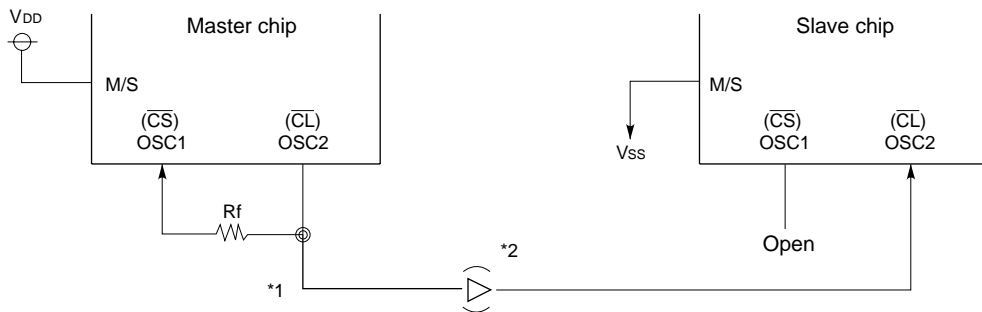 VDD
Master chip
M/S
(CS)
OSC1
(CL)
OSC2
Rf
*1
*2
Slave chip
M/S
VSS
(CS)
OSC1
(CL)
OSC2
Open